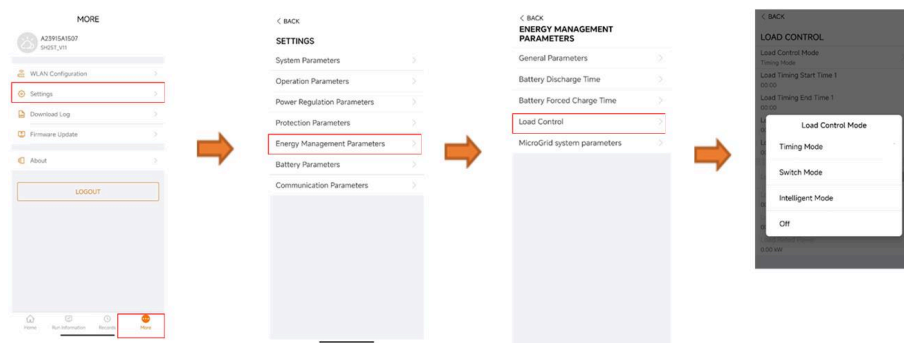 MORE
A2391SA1S07
SH25T_V11
WLAN Configuration
Settings
Download Log
Firmware Update
About
LOGOUT
Home
Run Information
Records
More
< BACK
SETTINGS
System Parameters
Operation Parameters
Power Regulation Parameters
Protection Parameters
Energy Management Parameters
Battery Parameters
Communication Parameters
< BACK
ENERGY MANAGEMENT
PARAMETERS
General Parameters
Battery Discharge Time
Battery Forced Charge Time
Load Control
MicroGrid system parameters
< BACK
LOAD CONTROL
Load Control Mode
Timing Mode
Load Timing Start Time 1
00:00
Load Timing End Time 1
00:00
Load Control Mode
Timing Mode
Switch Mode
Intelligent Mode
Off
0.00 kW